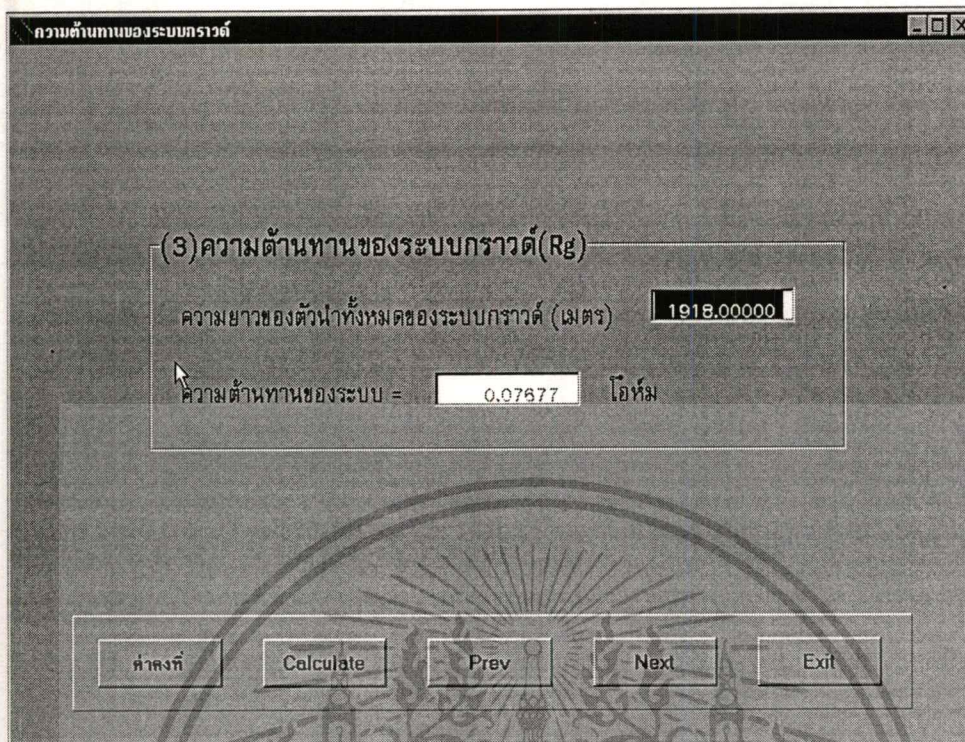 ความต้านทานของระบบกราวด์
(3)ความต้านทานของระบบกราวด์(Rg)
ความยาวของตัวนำทั้งหมดของระบบกราวด์ (เมตร) 1918.00000
ความต้านทานของระบบ = 0.07677 โอห์ม
ค่าคงที่ Calculate Prev Next Exit